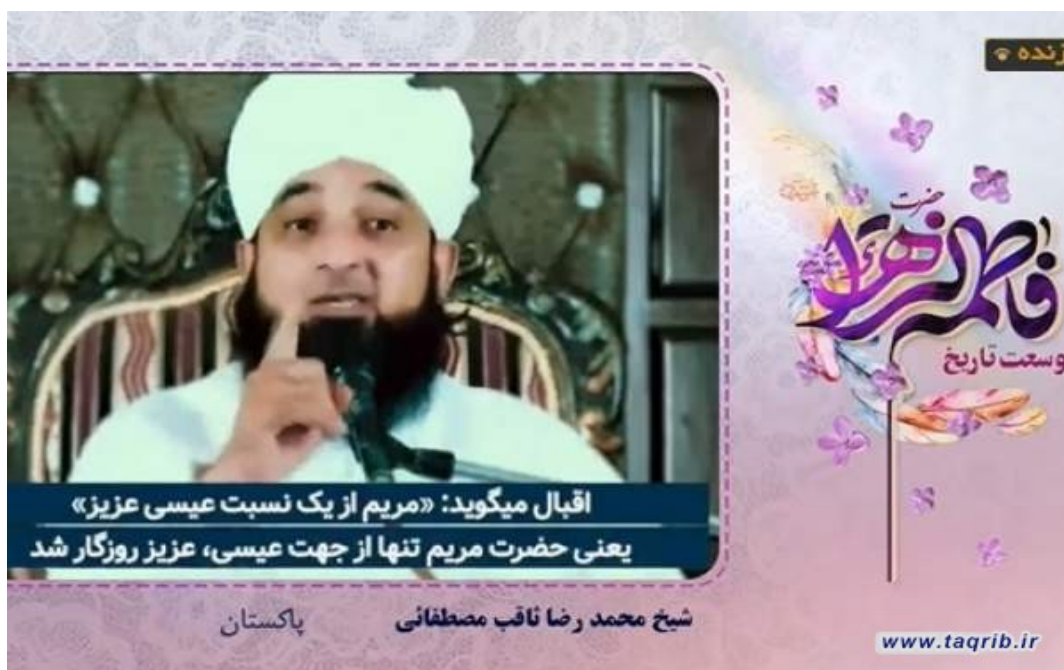 زنده
حضرت
فاطمه زهرا
وسعت تاریخ
اقبال میگوید: «مریم از یک نسبت عیسی عزیز»
یعنی حضرت مریم تنها از جهت عیسی، عزیز روزگار شد
شیخ محمد رضا ثاقب مصطفائی
پاکستان
www.taqrib.ir